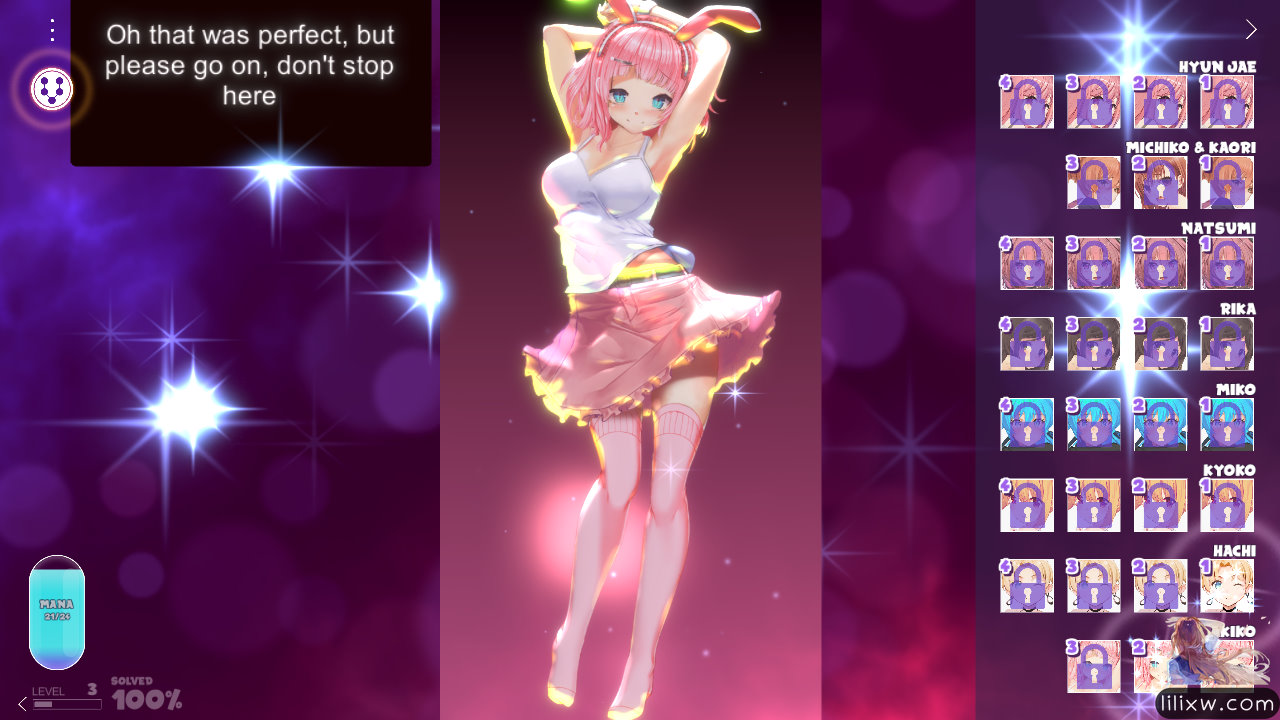 Oh that was perfect, but
please go on, don't stop
here
HYUN JAE
4 3 2 1
MICHIKO & KAORI
3 2 1
NATSUMI
4 3 2 1
RIKA
4 3 2 1
MIKO
4 3 2 1
KYOKO
4 3 2 1
HACHI
4 3 2 1
KIKO
3 2
MANA
21/26
LEVEL 3
SOLVED
100%
lilixw.com